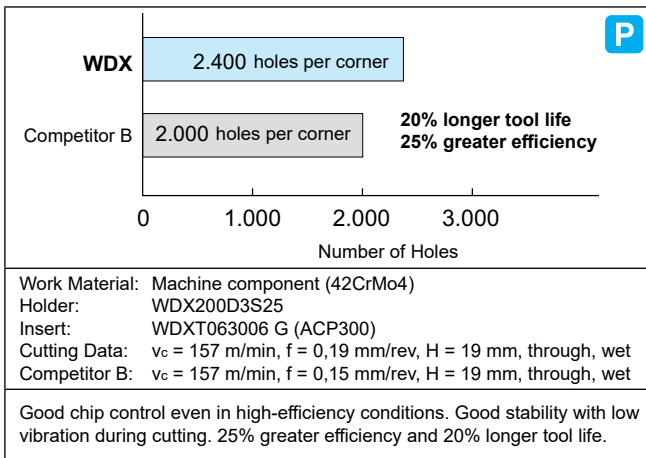 P
WDX
2.400 holes per corner
Competitor B
2.000 holes per corner
20% longer tool life
25% greater efficiency
0 1.000 2.000 3.000
Number of Holes
Work Material: Machine component (42CrMo4)
Holder: WDX200D3S25
Insert: WDXT063006 G (ACP300)
Cutting Data: vc = 157 m/min, f = 0,19 mm/rev, H = 19 mm, through, wet
Competitor B: vc = 157 m/min, f = 0,15 mm/rev, H = 19 mm, through, wet
Good chip control even in high-efficiency conditions. Good stability with low
vibration during cutting. 25% greater efficiency and 20% longer tool life.